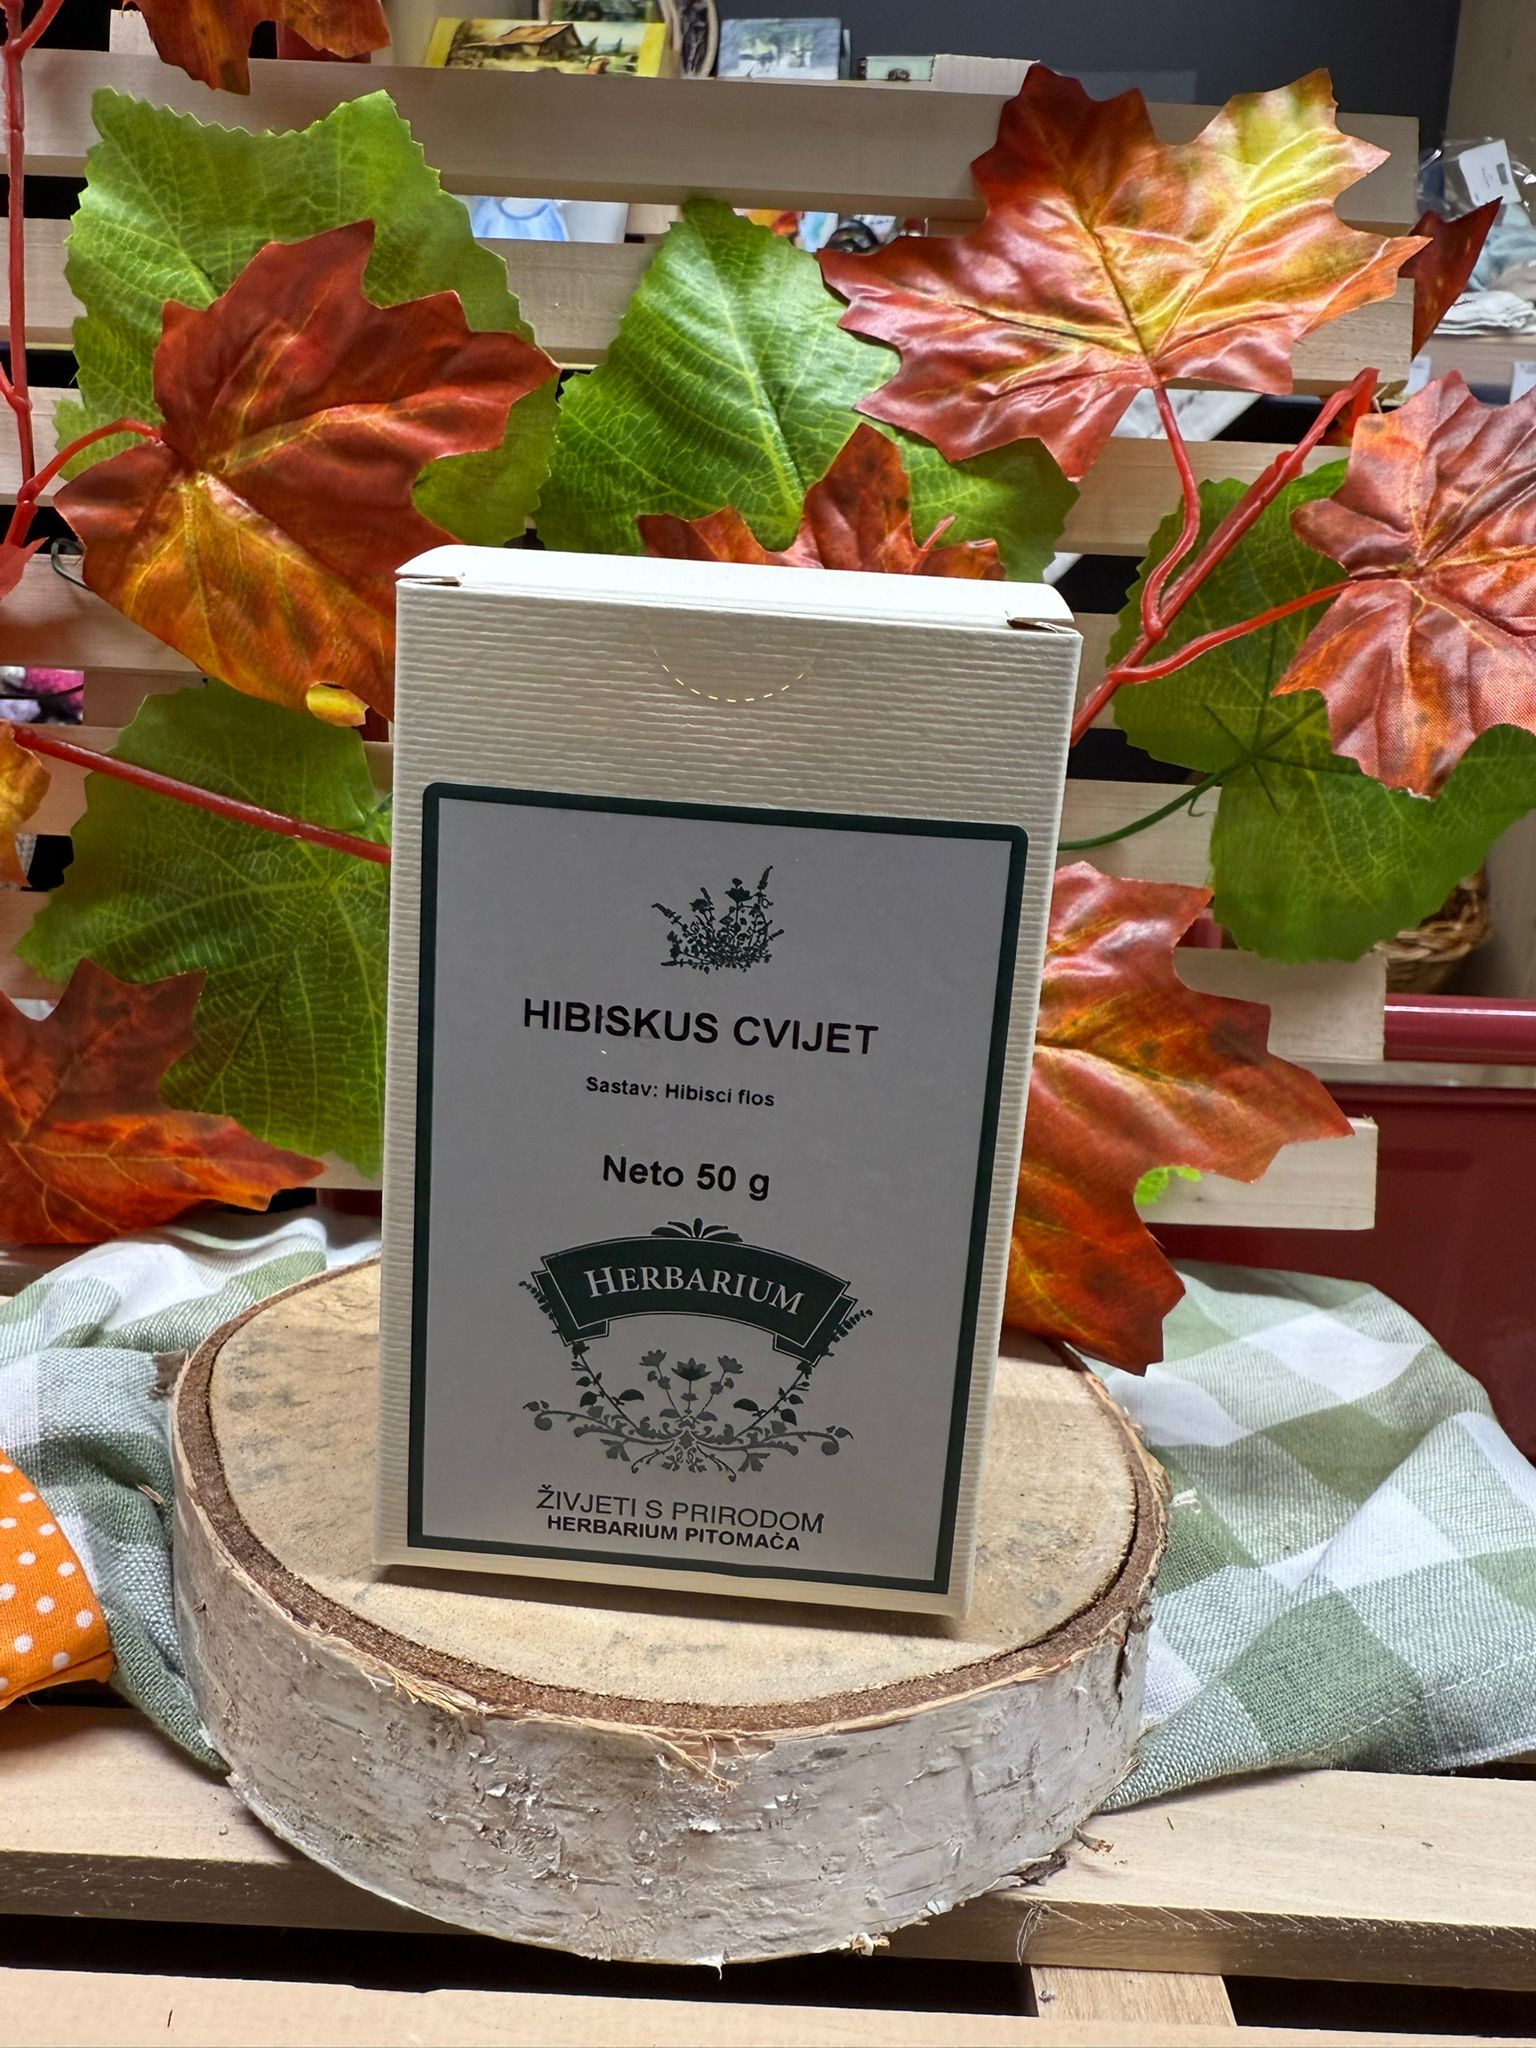 HIBISKUS CVIJET
Sastav: Hibisci flos
Neto 50 g
HERBARIUM
ŽIVJETI S PRIRODOM
HERBARIUM PITOMAČA